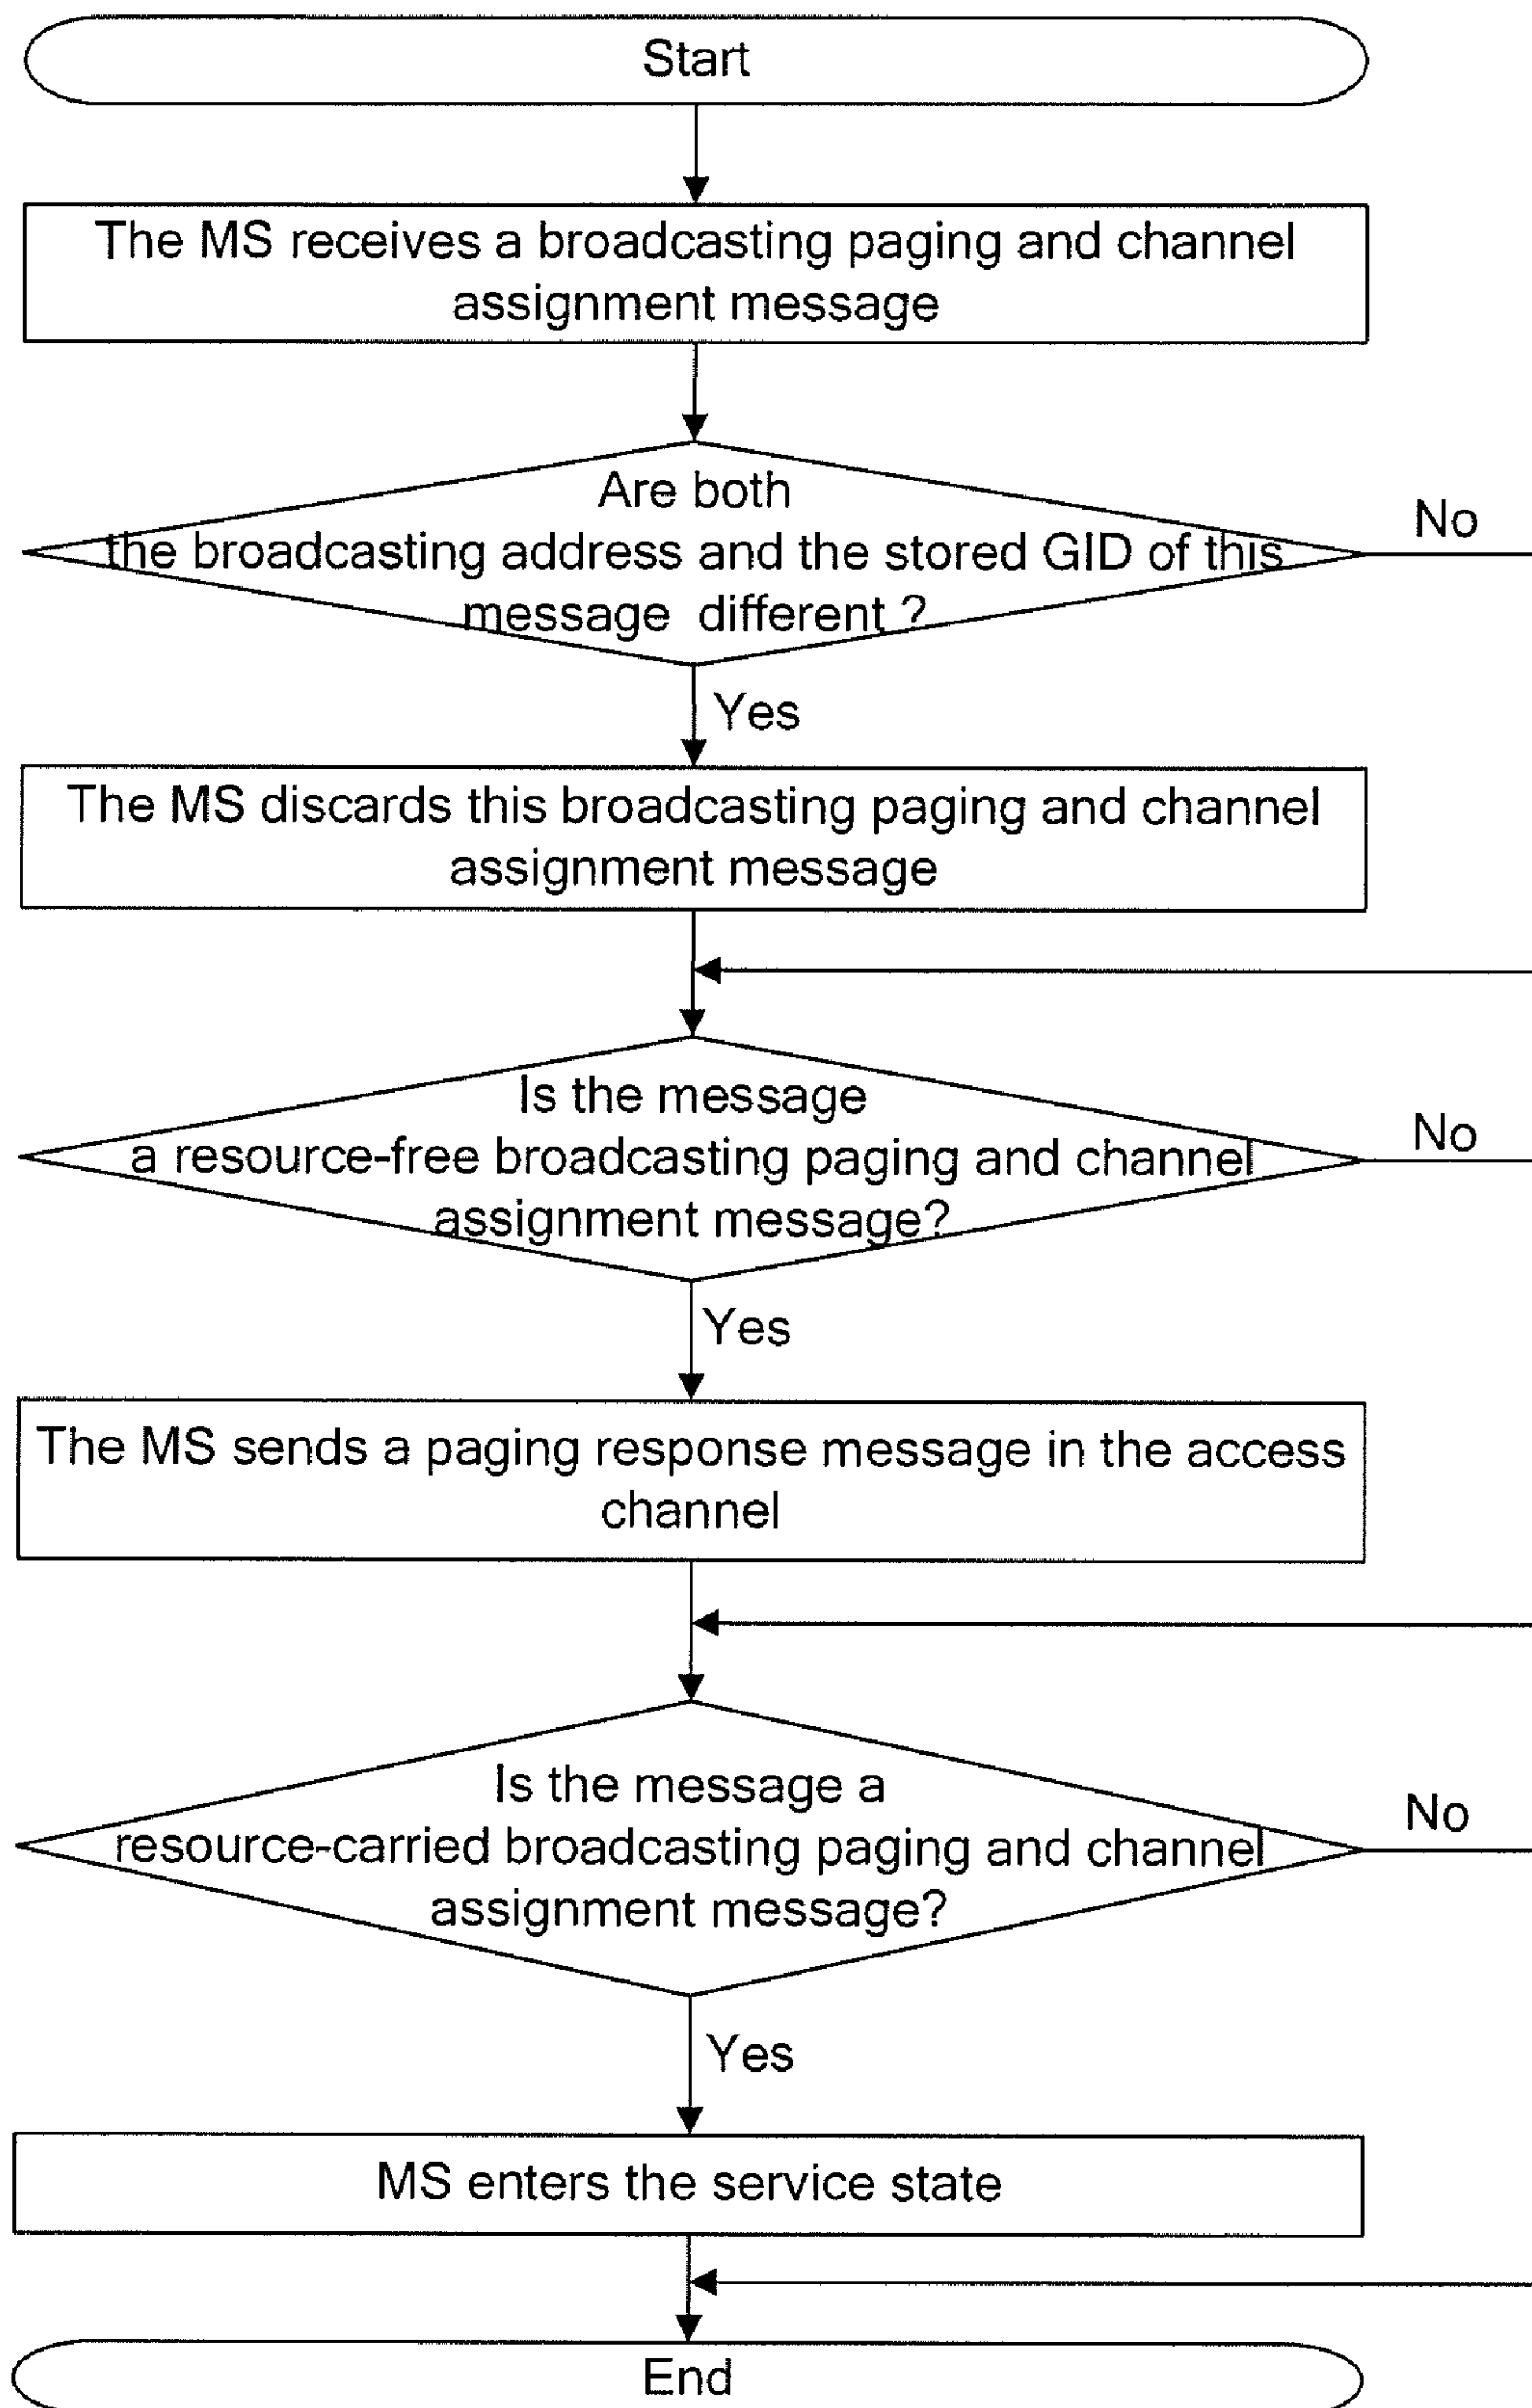 Start
The MS receives a broadcasting paging and channel
assignment message
Are both
the broadcasting address and the stored GID of this
message different ?
No
Yes
The MS discards this broadcasting paging and channel
assignment message
Is the message
a resource-free broadcasting paging and channel
assignment message?
No
Yes
The MS sends a paging response message in the access
channel
Is the message a
resource-carried broadcasting paging and channel
assignment message?
No
Yes
MS enters the service state
End